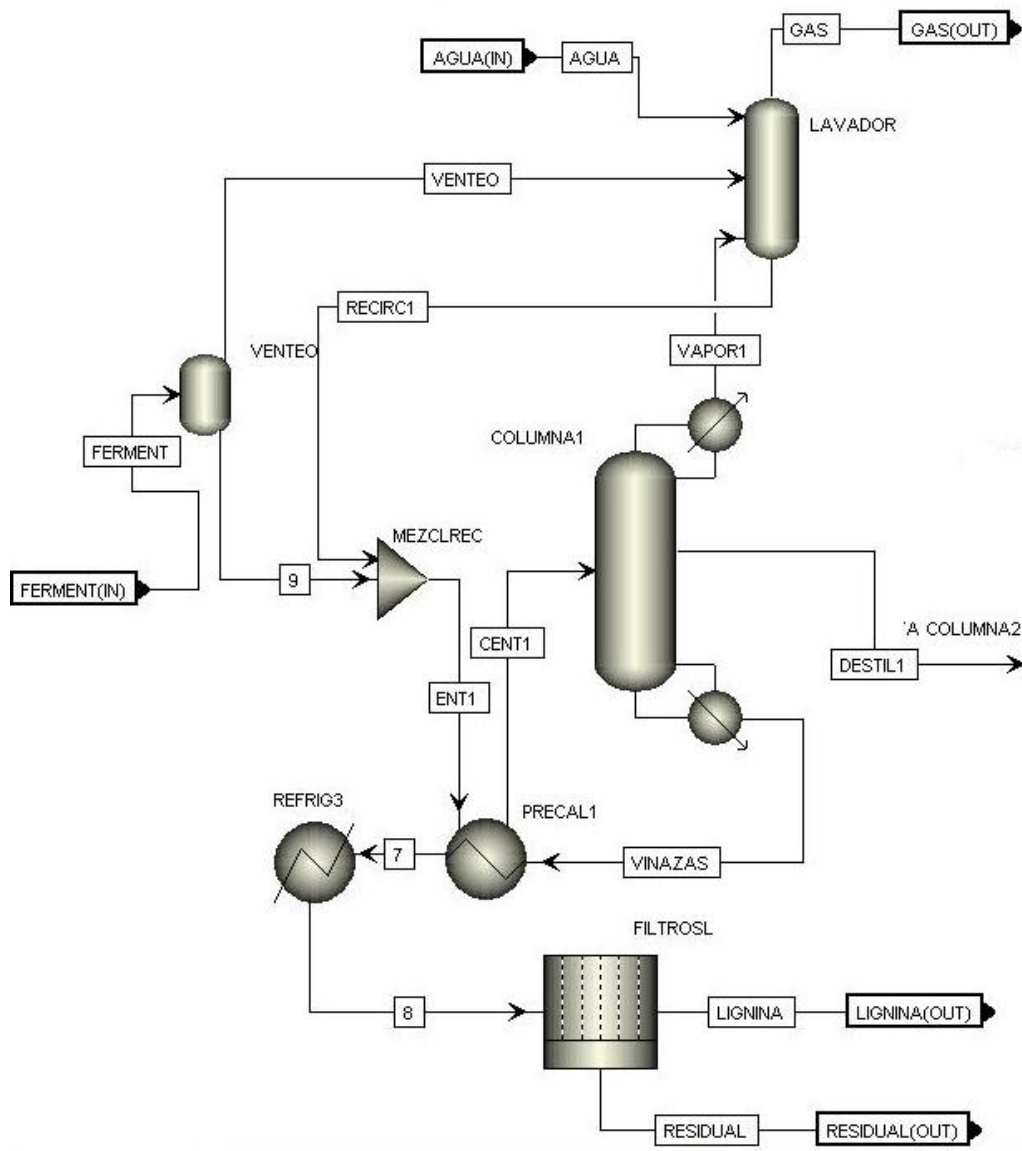 GAS
GAS(OUT)
AGUA(IN)
AGUA
LAVADOR
VENTEO
RECIRC1
VENTEO
VAPOR1
COLUMNA1
FERMENT
MEZCLREC
FERMENT(IN)
9
CENT1
'A COLUMNA2
DESTIL1
ENT1
REFRIG3
PRECAL1
7
VINAZAS
FILTROSL
8
LIGNINA
LIGNINA(OUT)
RESIDUAL
RESIDUAL(OUT)